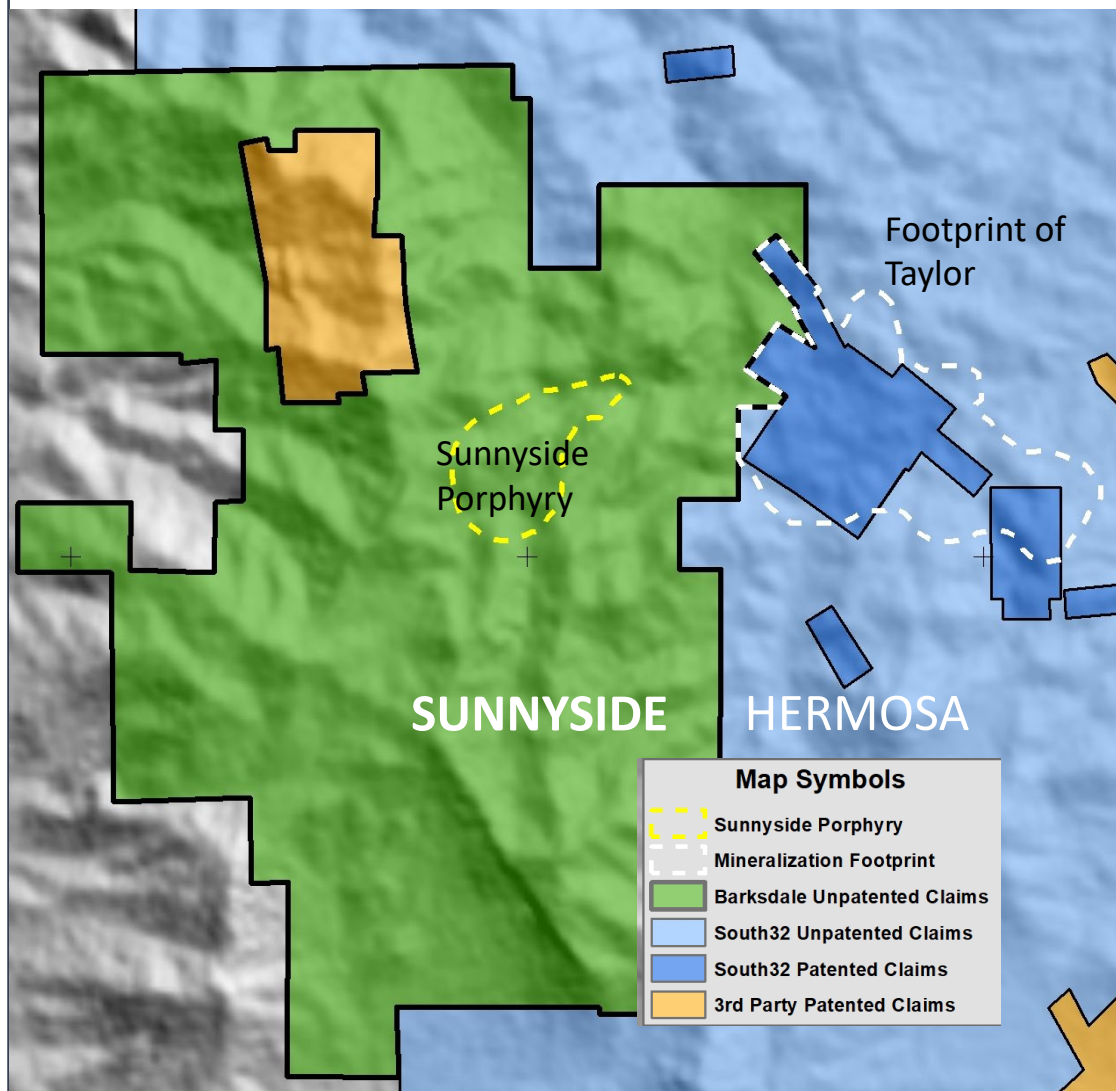 Footprint of
Taylor
Sunnyside
Porphyry
SUNNYSIDE
HERMOSA
Map Symbols
Sunnyside Porphyry
Mineralization Footprint
Barksdale Unpatented Claims
South32 Unpatented Claims
South32 Patented Claims
3rd Party Patented Claims